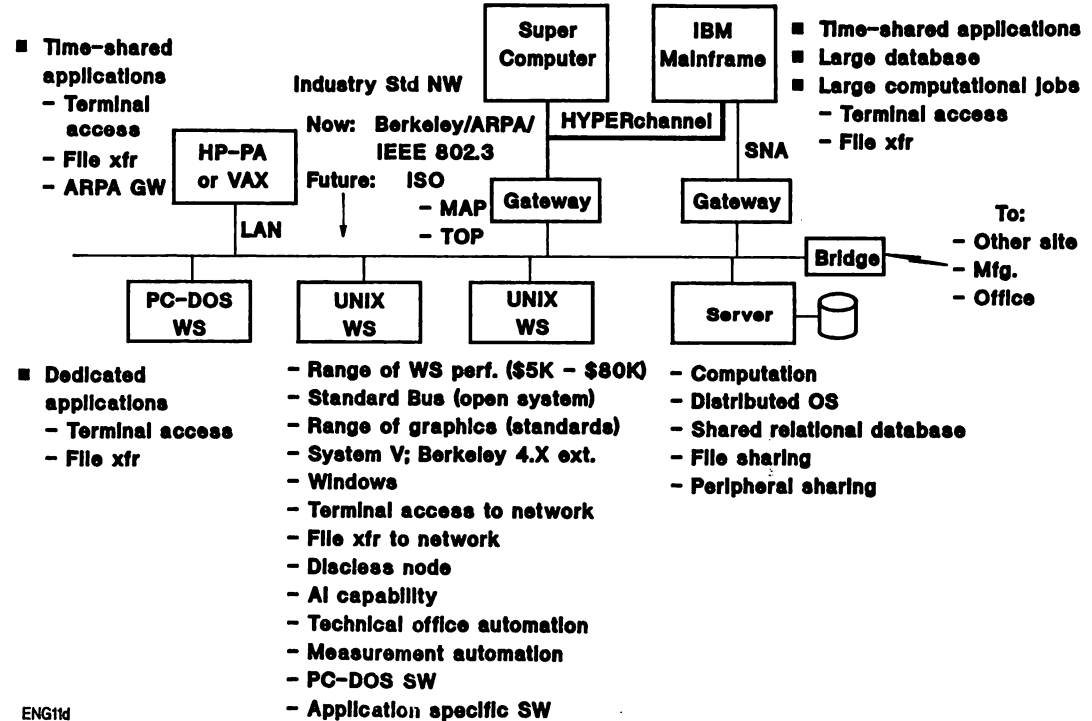 ■ Time-shared
applications
- Terminal
access
- File xfr
- ARPA GW
HP-PA
or VAX
LAN
Industry Std NW
Now: Berkeley/ARPA/
IEEE 802.3
Future: ISO
- MAP
- TOP
Super
Computer
IBM
Mainframe
HYPERchannel
SNA
Gateway
Gateway
■ Time-shared applications
■ Large database
■ Large computational jobs
- Terminal access
- File xfr
Bridge
To:
- Other site
- Mfg.
- Office
PC-DOS
WS
UNIX
WS
UNIX
WS
Server
■ Dedicated
applications
- Terminal access
- File xfr
- Range of WS perf. ($5K - $80K)
- Standard Bus (open system)
- Range of graphics (standards)
- System V; Berkeley 4.X ext.
- Windows
- Terminal access to network
- File xfr to network
- Discless node
- AI capability
- Technical office automation
- Measurement automation
- PC-DOS SW
- Application specific SW
- Computation
- Distributed OS
- Shared relational database
- File sharing
- Peripheral sharing
ENG11d